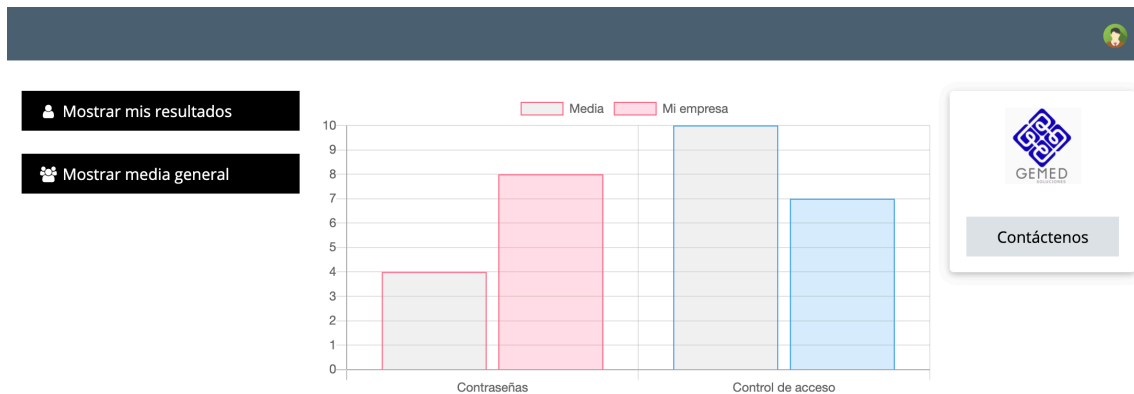 Mostrar mis resultados
Mostrar media general
Media Mi empresa
10
9
8
7
6
5
4
3
2
1
0
Contraseñas Control de acceso
GEMED
SOLUCIONES
Contáctenos